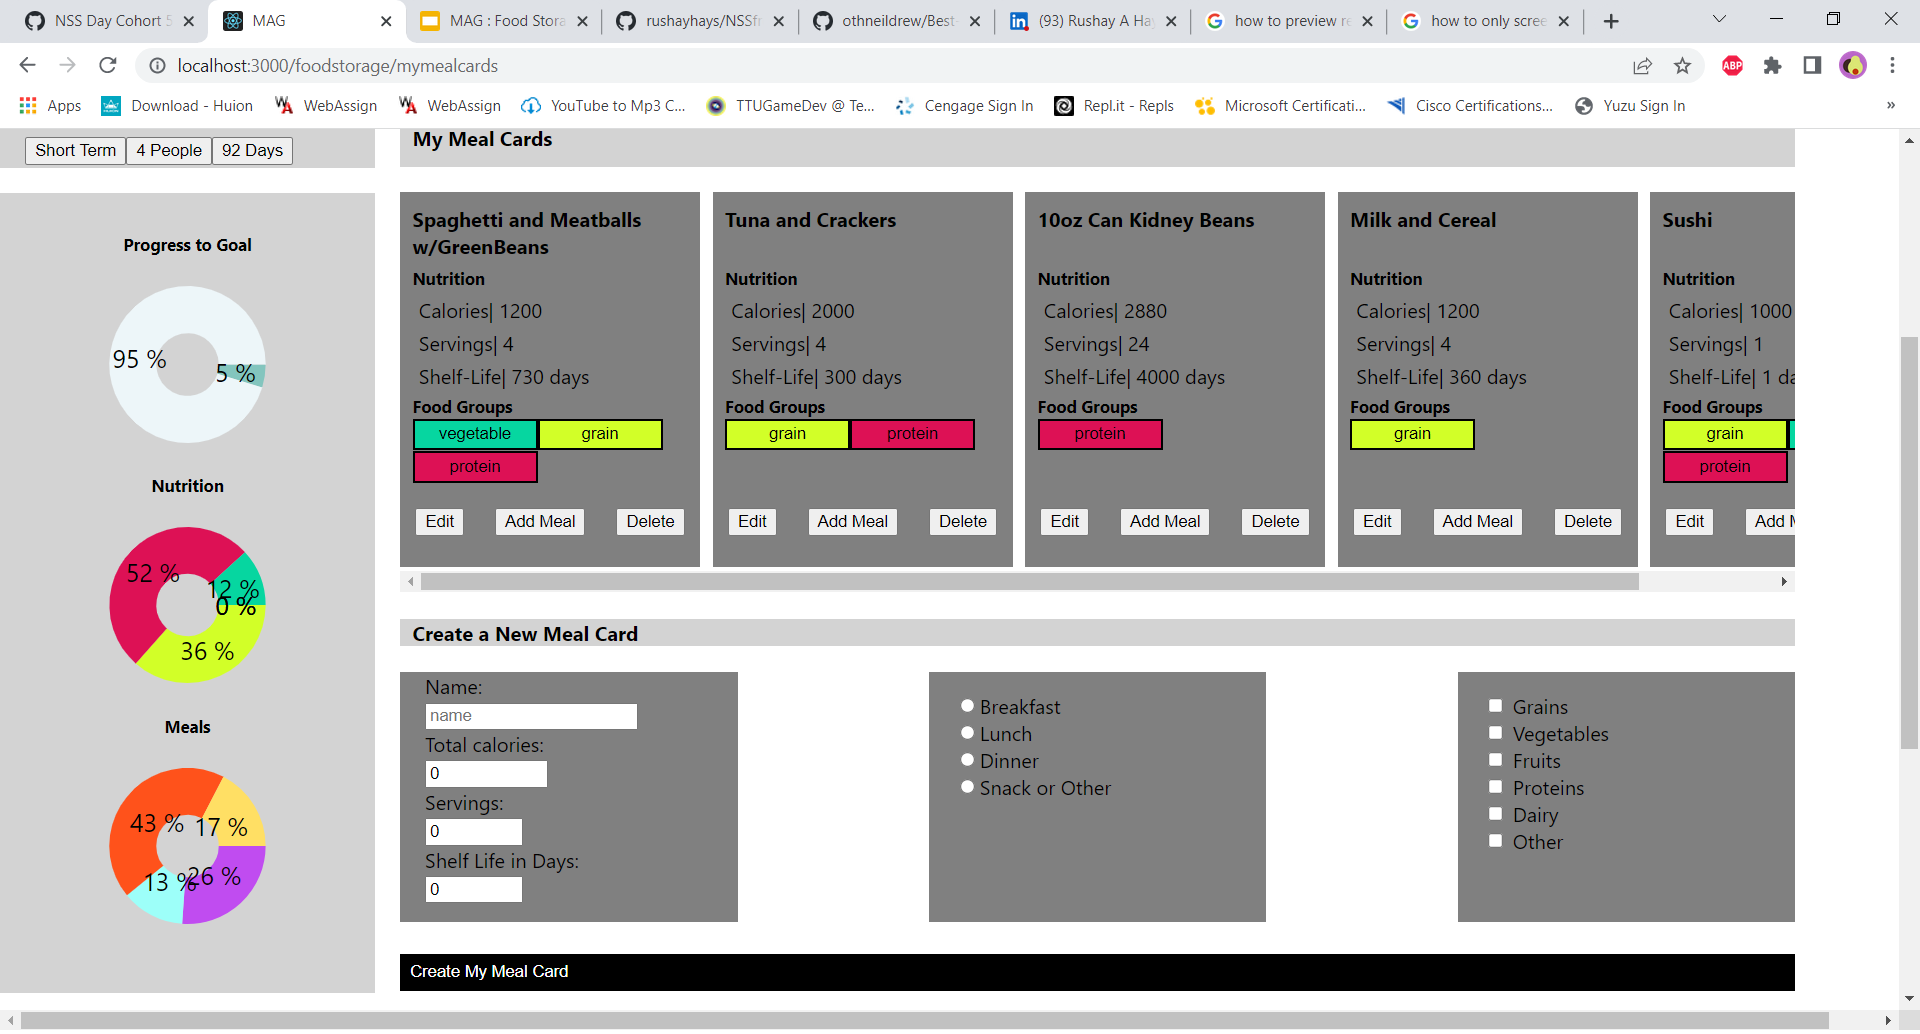 NSS Day Cohort 5
MAG
MAG : Food Stora
rushayhays/NSSfr
othneildrew/Best-
(93) Rushay A Hay
how to preview re
how to only scree
localhost:3000/foodstorage/mymealcards
Apps
Download - Huion
WebAssign
WebAssign
YouTube to Mp3 C...
TTUGameDev @ Te...
Cengage Sign In
Repl.it - Repls
Microsoft Certificati...
Cisco Certifications...
Yuzu Sign In
»
ABP
Short Term
4 People
92 Days
Progress to Goal
95 %
5 %
Nutrition
52 %
12 %
0 %
36 %
Meals
43 %
17 %
13 %
26 %
My Meal Cards
Spaghetti and Meatballs
w/GreenBeans
Nutrition
Calories| 1200
Servings| 4
Shelf-Life| 730 days
Food Groups
vegetable
grain
protein
Edit
Add Meal
Delete
Tuna and Crackers
Nutrition
Calories| 2000
Servings| 4
Shelf-Life| 300 days
Food Groups
grain
protein
Edit
Add Meal
Delete
10oz Can Kidney Beans
Nutrition
Calories| 2880
Servings| 24
Shelf-Life| 4000 days
Food Groups
protein
Edit
Add Meal
Delete
Milk and Cereal
Nutrition
Calories| 1200
Servings| 4
Shelf-Life| 360 days
Food Groups
grain
Edit
Add Meal
Delete
Sushi
Nutrition
Calories| 1000
Servings| 1
Shelf-Life| 1 da
Food Groups
grain
protein
Edit
Add M
Create a New Meal Card
Name:
name
Total calories:
0
Servings:
0
Shelf Life in Days:
0
Breakfast
Lunch
Dinner
Snack or Other
Grains
Vegetables
Fruits
Proteins
Dairy
Other
Create My Meal Card